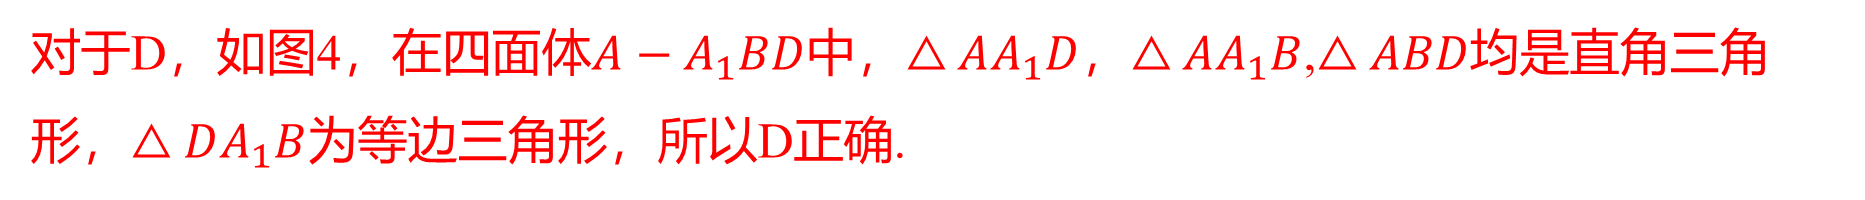 对于D，如图4，在四面体A − A₁BD中，△ AA₁D，△ AA₁B,△ ABD均是直角三角
形，△ DA₁B为等边三角形，所以D正确.